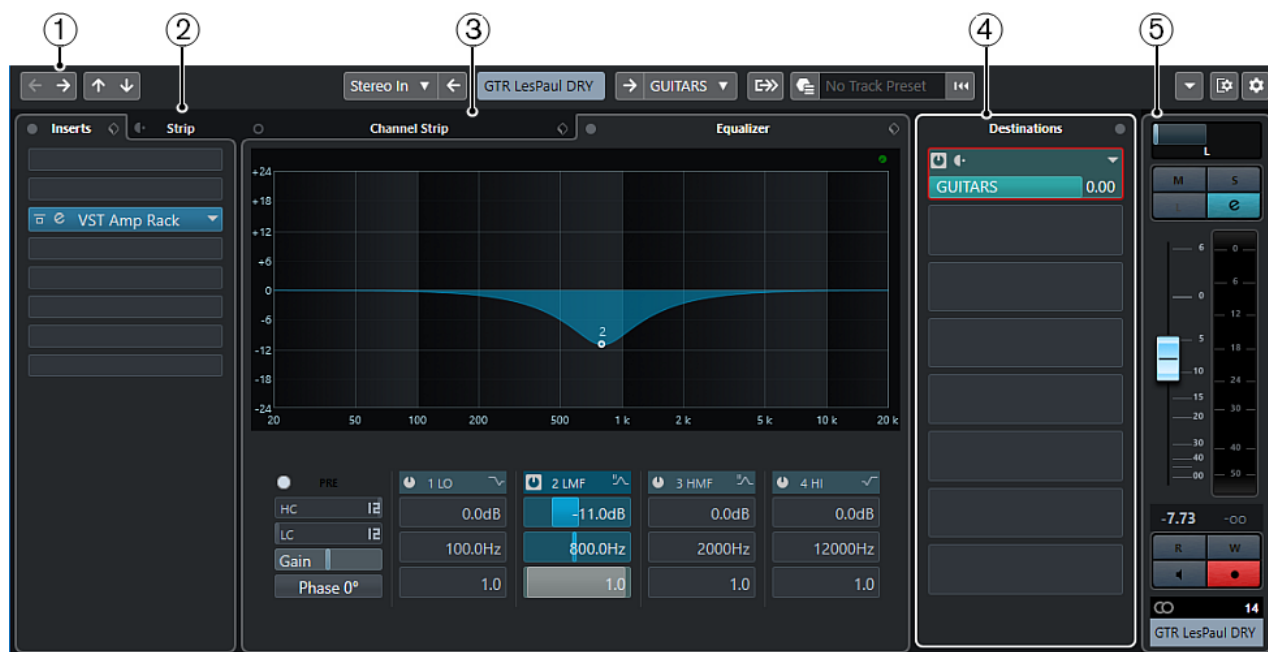 1 2 3 4 5
Stereo In GTR LesPaul DRY GUITARS No Track Preset
Inserts Strip Channel Strip Equalizer Destinations
VST Amp Rack
+24
+18
+12
+6
0
-6
-12
-18
-24
2
20 50 100 200 500 1 k 2 k 5 k 10 k 20 k
PRE
HC 12
LC 12
Gain
Phase 0°
1 LO
0.0dB
100.0Hz
1.0
2 LMF
-11.0dB
800.0Hz
1.0
3 HMF
0.0dB
2000Hz
1.0
4 HI
0.0dB
12000Hz
1.0
GUITARS 0.00
L
M S
L e
6
0
5
10
15
20
30
40
00
0
6
12
18
24
30
40
50
-7.73 -oo
R W
14
GTR LesPaul DRY